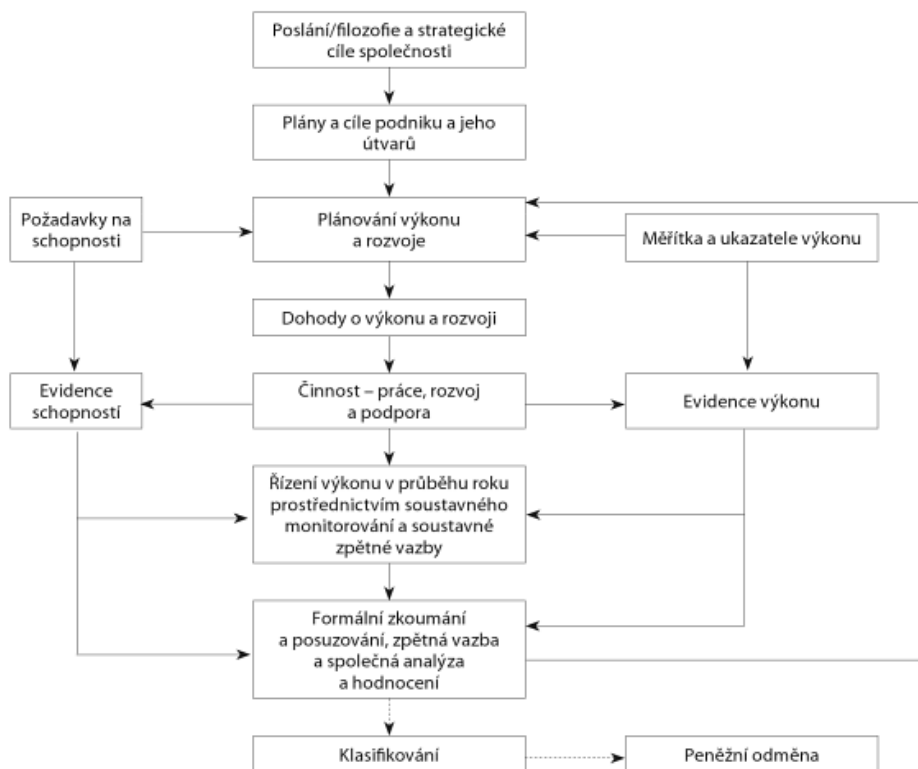 Poslání/filozofie a strategické
cíle společnosti
Plány a cíle podniku a jeho
útvarů
Požadavky na
schopnosti
Plánování výkonu
a rozvoje
Měřítka a ukazatele výkonu
Dohody o výkonu a rozvoji
Evidence
schopností
Činnost – práce, rozvoj
a podpora
Evidence výkonu
Řízení výkonu v průběhu roku
prostřednictvím soustavného
monitorování a soustavné
zpětné vazby
Formální zkoumání
a posuzování, zpětná vazba
a společná analýza
a hodnocení
Klasifikování
Peněžní odměna